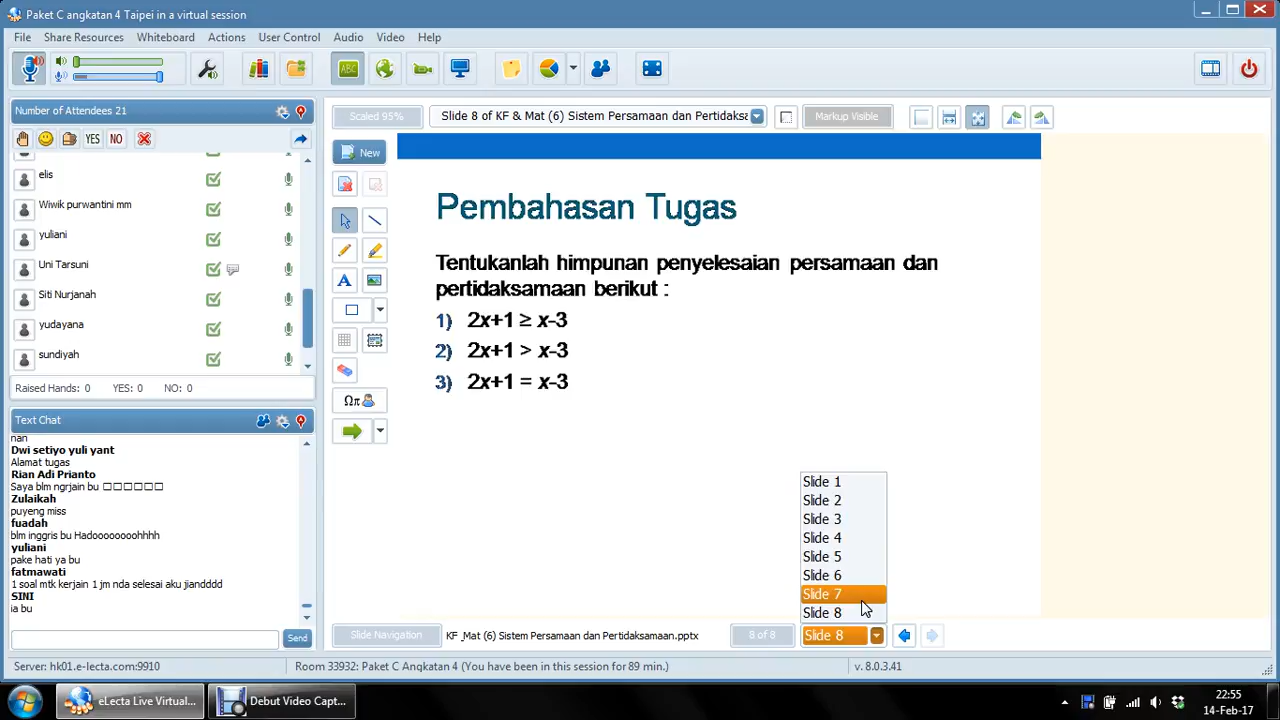 Paket C angkatan 4 Taipei in a virtual session
File Share Resources Whiteboard Actions User Control Audio Video Help
ABC
Number of Attendees 21
YES NO
elis
Wiwik purwantini mm
yuliani
Uni Tarsuni
Siti Nurjanah
yudayana
sundiyah
Raised Hands: 0 YES: 0 NO: 0
Text Chat
nan
Dwi setiyo yuli yant
Alamat tugas
Rian Adi Prianto
Saya blm ngrjain bu □□□□□□
Zulaikah
puyeng miss
fuadah
blm inggris bu Hadoooooooohhhh
yuliani
pake hati ya bu
fatmawati
1 soal mtk kerjain 1 jm nda selesai aku jiandddd
SINI
ia bu
Send
Scaled 95%
Slide 8 of KF & Mat (6) Sistem Persamaan dan Pertidaksa
Markup Visible
New
A
Ωπ
Pembahasan Tugas
Tentukanlah himpunan penyelesaian persamaan dan
pertidaksamaan berikut :
1) 2x+1 ≥ x-3
2) 2x+1 > x-3
3) 2x+1 = x-3
Slide 1
Slide 2
Slide 3
Slide 4
Slide 5
Slide 6
Slide 7
Slide 8
Slide Navigation KF_Mat (6) Sistem Persamaan dan Pertidaksamaan.pptx 8 of 8 Slide 8
Server: hk01.e-lecta.com:9910 Room 33932: Paket C Angkatan 4 (You have been in this session for 89 min.) v. 8.0.3.41
eLecta Live Virtual... Debut Video Capt...
22:55
14-Feb-17